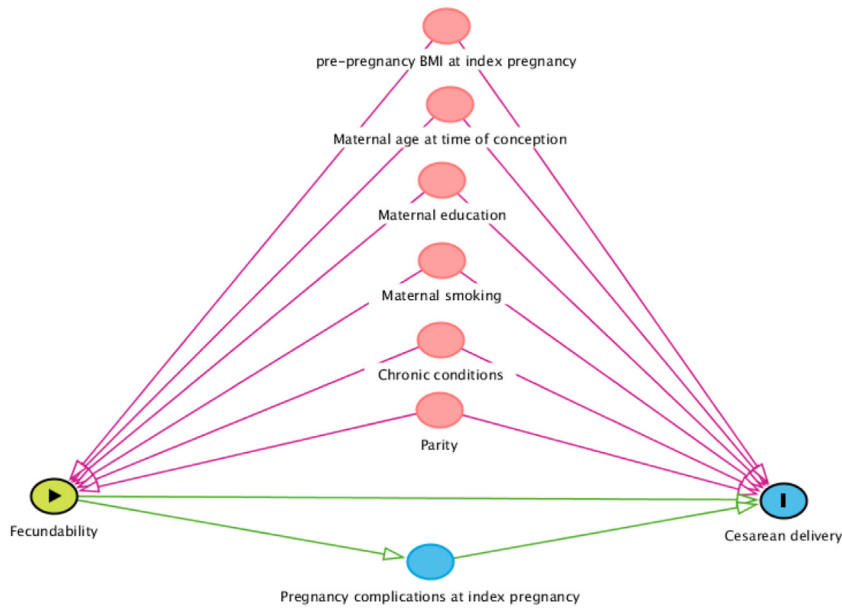 pre-pregnancy BMI at index pregnancy
Maternal age at time of conception
Maternal education
Maternal smoking
Chronic conditions
Parity
Fecundability
Cesarean delivery
Pregnancy complications at index pregnancy